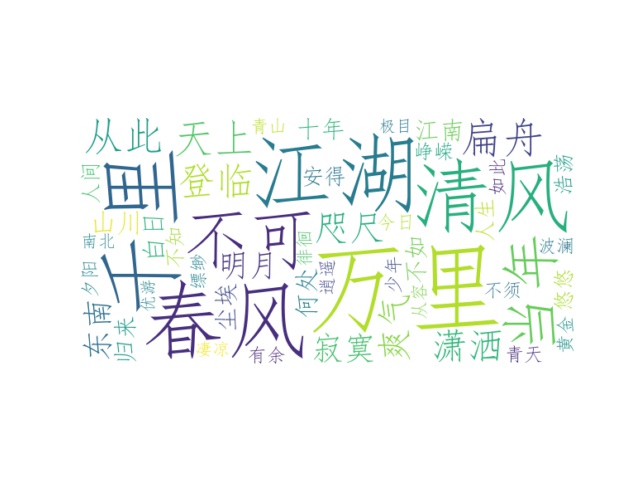 从此
天上
青山
十年
极目
江南
扁舟
人间
千里
登临
江湖
安得
峥嵘
清风
如此
浩荡
山川
白日
不知
不可
徘徊
咫尺
今日
人生
南北
夕阳
优游
缥缈
明月
逍遥
万里
少年
从容
不如
当年
波澜
悠悠
东南
归来
春风
尘埃
何处
爽气
不须
黄金
凄凉
有余
寂寞
潇洒
青天